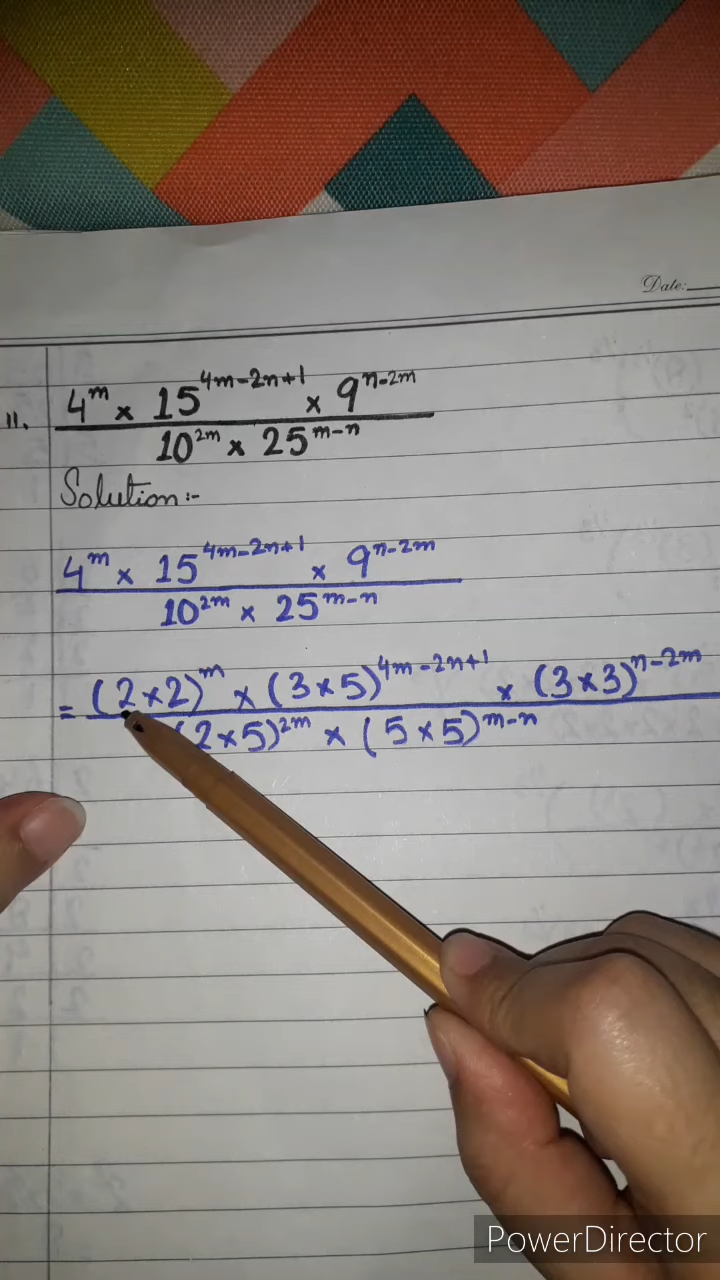 Date:
11. 4^m × 15^{4m-2n+1} × 9^{n-2m}
10^{2m} × 25^{m-n}
Solution:-
4^m × 15^{4m-2n+1} × 9^{n-2m}
10^{2m} × 25^{m-n}
= (2×2)^m × (3×5)^{4m-2n+1} × (3×3)^{n-2m}
(2×5)^{2m} × (5×5)^{m-n}
PowerDirector